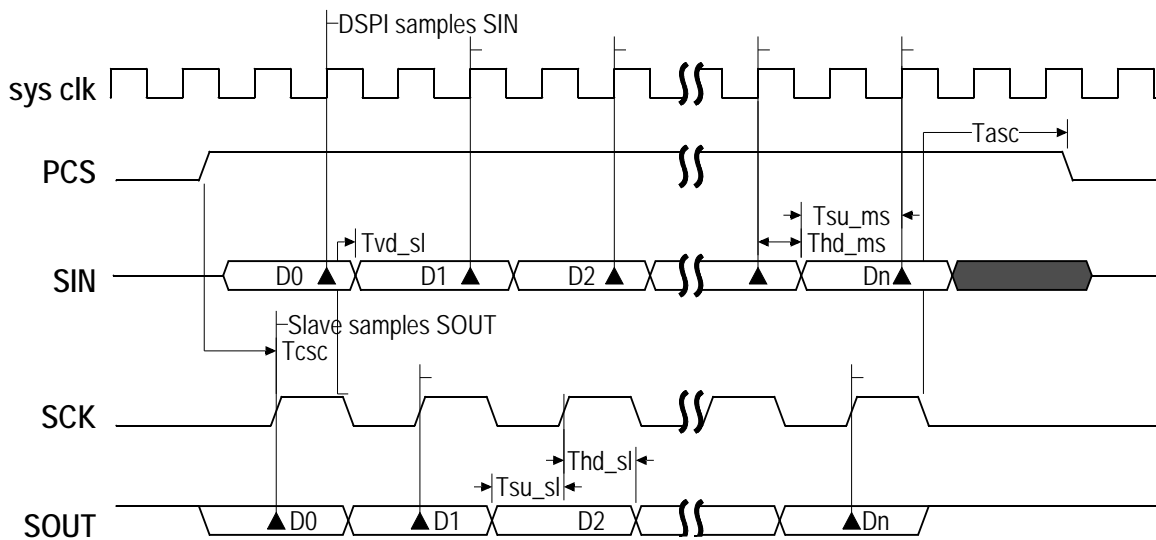 DSPI samples SIN
sys clk
Tasc
PCS
Tsu_ms
Tvd_sl
Thd_ms
SIN
D0
D1
D2
Dn
Slave samples SOUT
Tcsc
SCK
Thd_sl
Tsu_sl
SOUT
D0
D1
D2
Dn